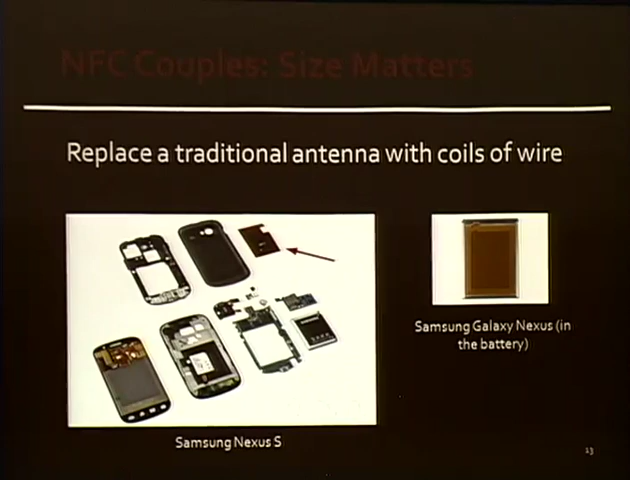 NFC Couples: Size Matters
Replace a traditional antenna with coils of wire
Samsung Galaxy Nexus (in
the battery)
Samsung Nexus S
13